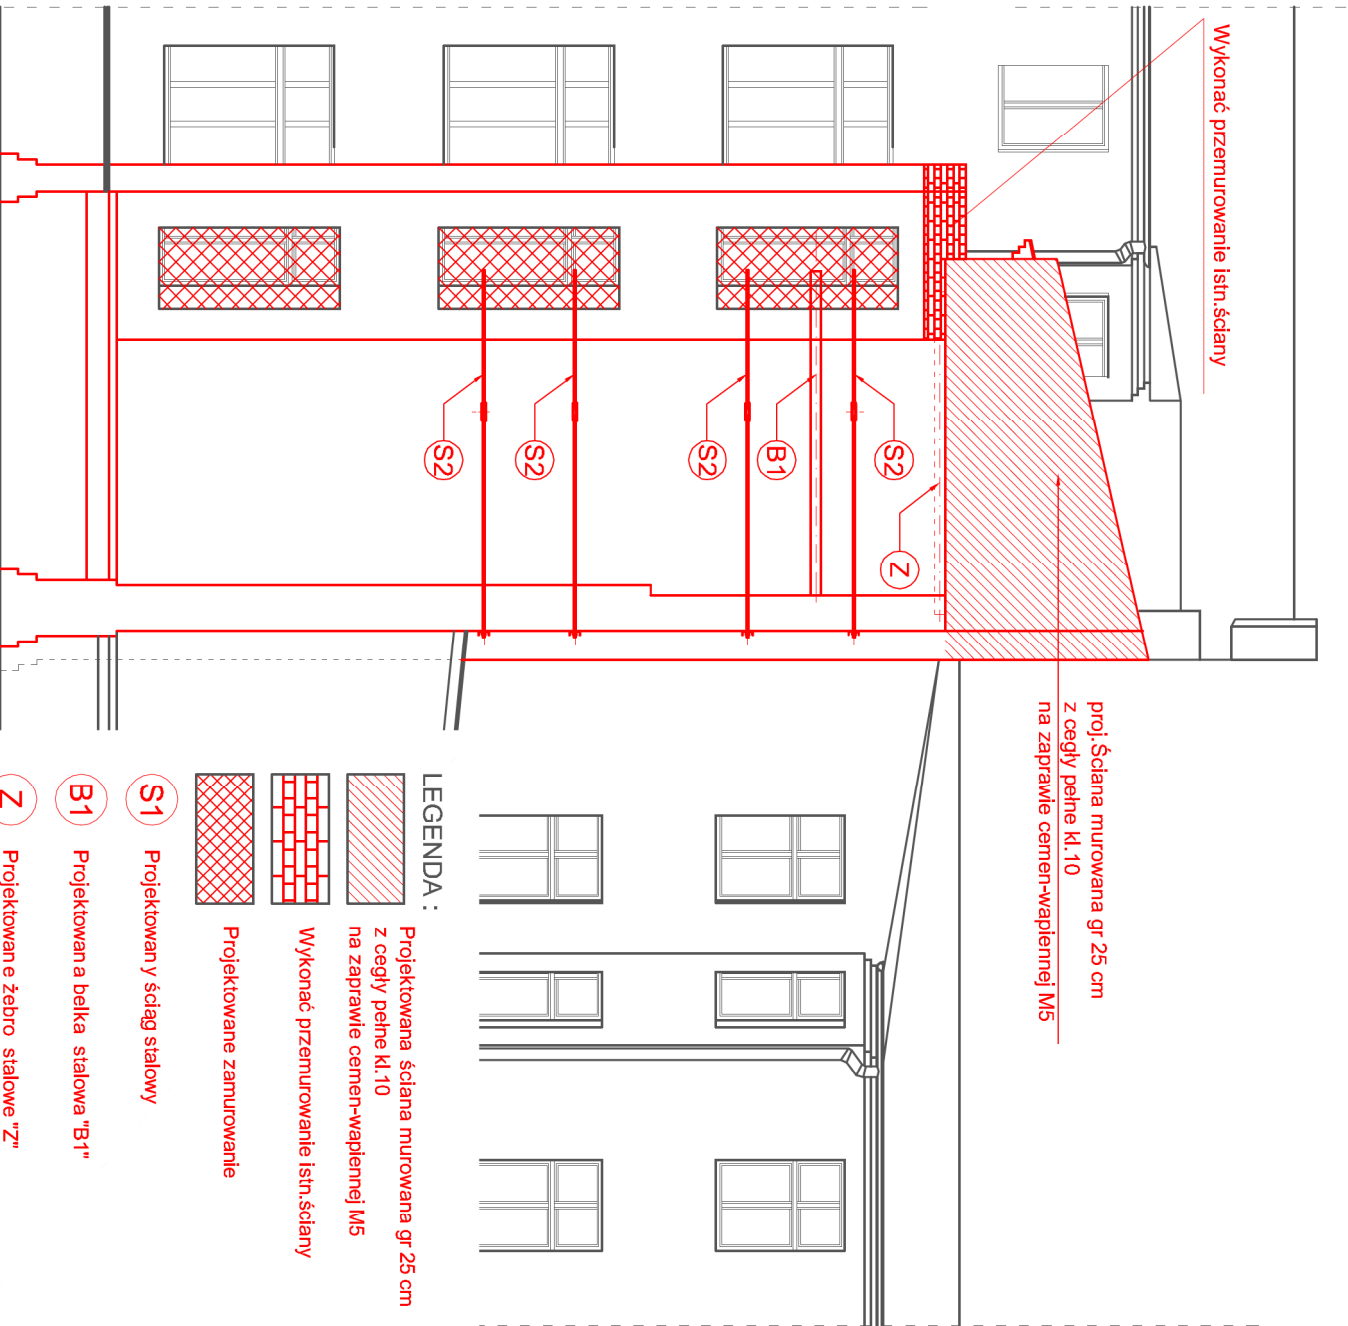 Wykonać przemurowanie istn.ściany
proj.Ściana murowana gr 25 cm
z cegły pełne kl.10
na zaprawie cemen-wapiennej M5
S2
S2
S2
B1
S2
Z
LEGENDA :
Projektowana ściana murowana gr 25 cm
z cegły pełne kl.10
na zaprawie cemen-wapiennej M5
Wykonać przemurowanie istn.ściany
Projektowane zamurowanie
S1 Projektowany ściąg stalowy
B1 Projektowana belka stalowa "B1"
Z Projektowane żebro stalowe "Z"